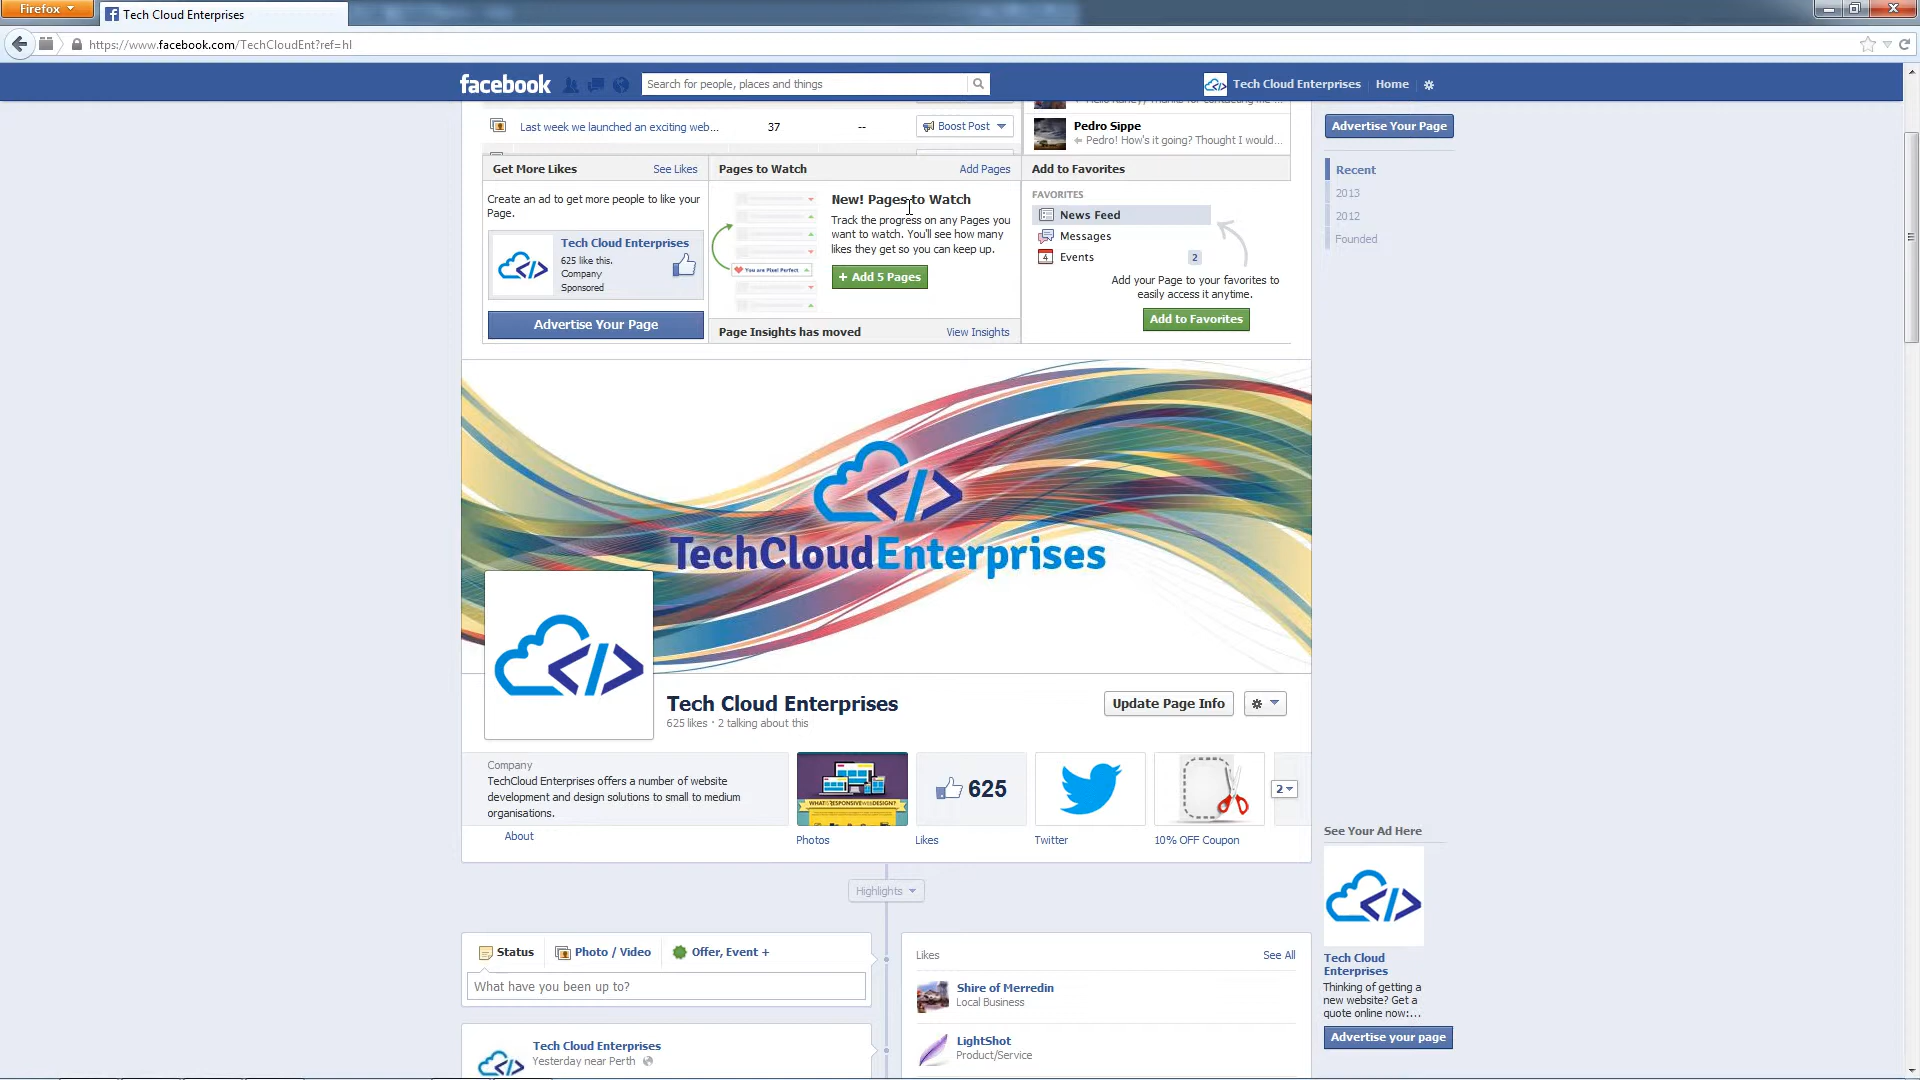 Firefox
Tech Cloud Enterprises
https://www.facebook.com/TechCloudEnt?ref=hl
facebook
Search for people, places and things
Tech Cloud Enterprises
Home
Last week we launched an exciting web... 37 -- Boost Post
Pedro Sippe
Pedro! How's it going? Thought I would...
Advertise Your Page
Recent
2013
2012
Founded
Get More Likes See Likes
Create an ad to get more people to like your
Page.
Tech Cloud Enterprises
625 like this.
Company
Sponsored
Advertise Your Page
Pages to Watch Add Pages
You are Pixel Perfect
New! Pages to Watch
Track the progress on any Pages you
want to watch. You'll see how many
likes they get so you can keep up.
+ Add 5 Pages
Page Insights has moved View Insights
Add to Favorites
FAVORITES
News Feed
Messages
4 Events 2
Add your Page to your favorites to
easily access it anytime.
Add to Favorites
TechCloudEnterprises
Tech Cloud Enterprises
625 likes · 2 talking about this
Update Page Info
Company
TechCloud Enterprises offers a number of website
development and design solutions to small to medium
organisations.
About
WHAT IS RESPONSIVE WEB DESIGN?
Photos
625
Likes
Twitter
10% OFF Coupon
2
Highlights
Status Photo / Video Offer, Event +
What have you been up to?
Tech Cloud Enterprises
Yesterday near Perth
Likes See All
Shire of Merredin
Local Business
LightShot
Product/Service
See Your Ad Here
Tech Cloud
Enterprises
Thinking of getting a
new website? Get a
quote online now:...
Advertise your page